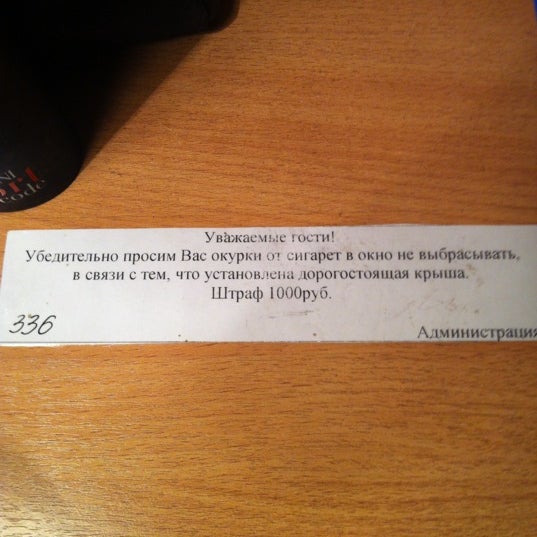 Уважаемые гости!
Убедительно просим Вас окурки от сигарет в окно не выбрасывать,
в связи с тем, что установлена дорогостоящая крыша.
Штраф 1000руб.
336
Администрация
code